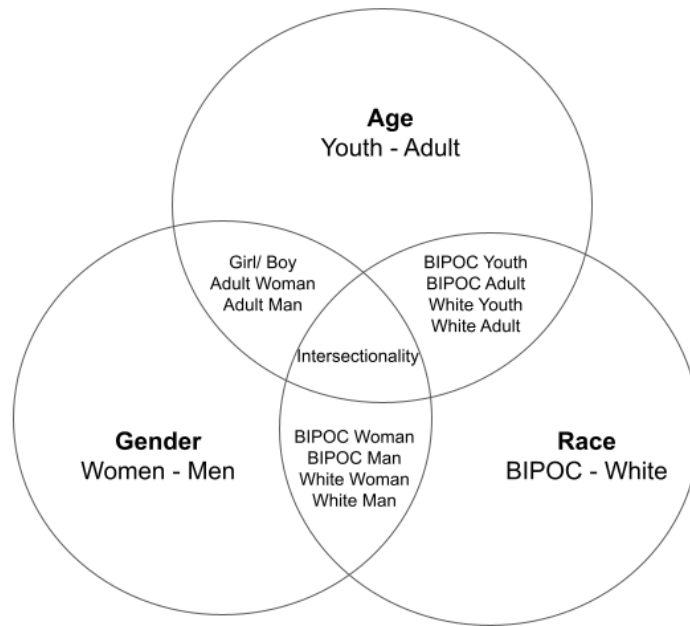 Age
Youth - Adult
Girl/ Boy
Adult Woman
Adult Man
BIPOC Youth
BIPOC Adult
White Youth
White Adult
Intersectionality
Gender
Women - Men
BIPOC Woman
BIPOC Man
White Woman
White Man
Race
BIPOC - White